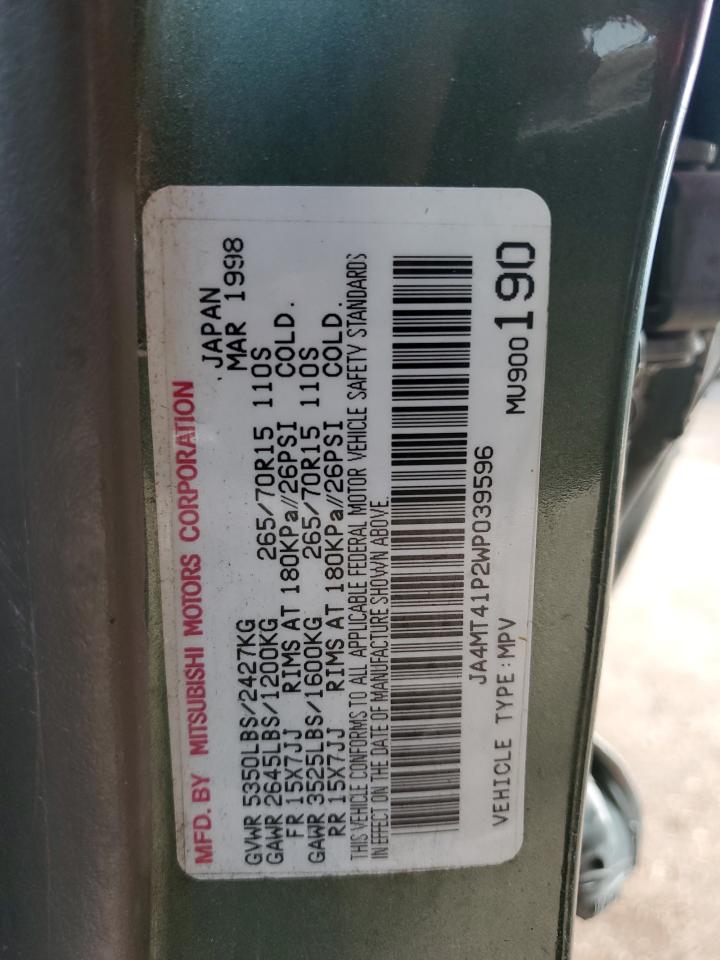 MFD. BY MITSUBISHI MOTORS CORPORATION JAPAN
MAR 1998
GVWR 5350LBS/2427KG
GAWR 2645LBS/1200KG 265/70R15 110S
FR 15X7JJ RIMS AT 180KPa//26PSI COLD.
GAWR 3525LBS/1600KG 265/70R15 110S
RR 15X7JJ RIMS AT 180KPa//26PSI COLD.
THIS VEHICLE CONFORMS TO ALL APPLICABLE FEDERAL MOTOR VEHICLE SAFETY STANDARDS
IN EFFECT ON THE DATE OF MANUFACTURE SHOWN ABOVE.
JA4MT41P2WP039596
VEHICLE TYPE:MPV MU900190